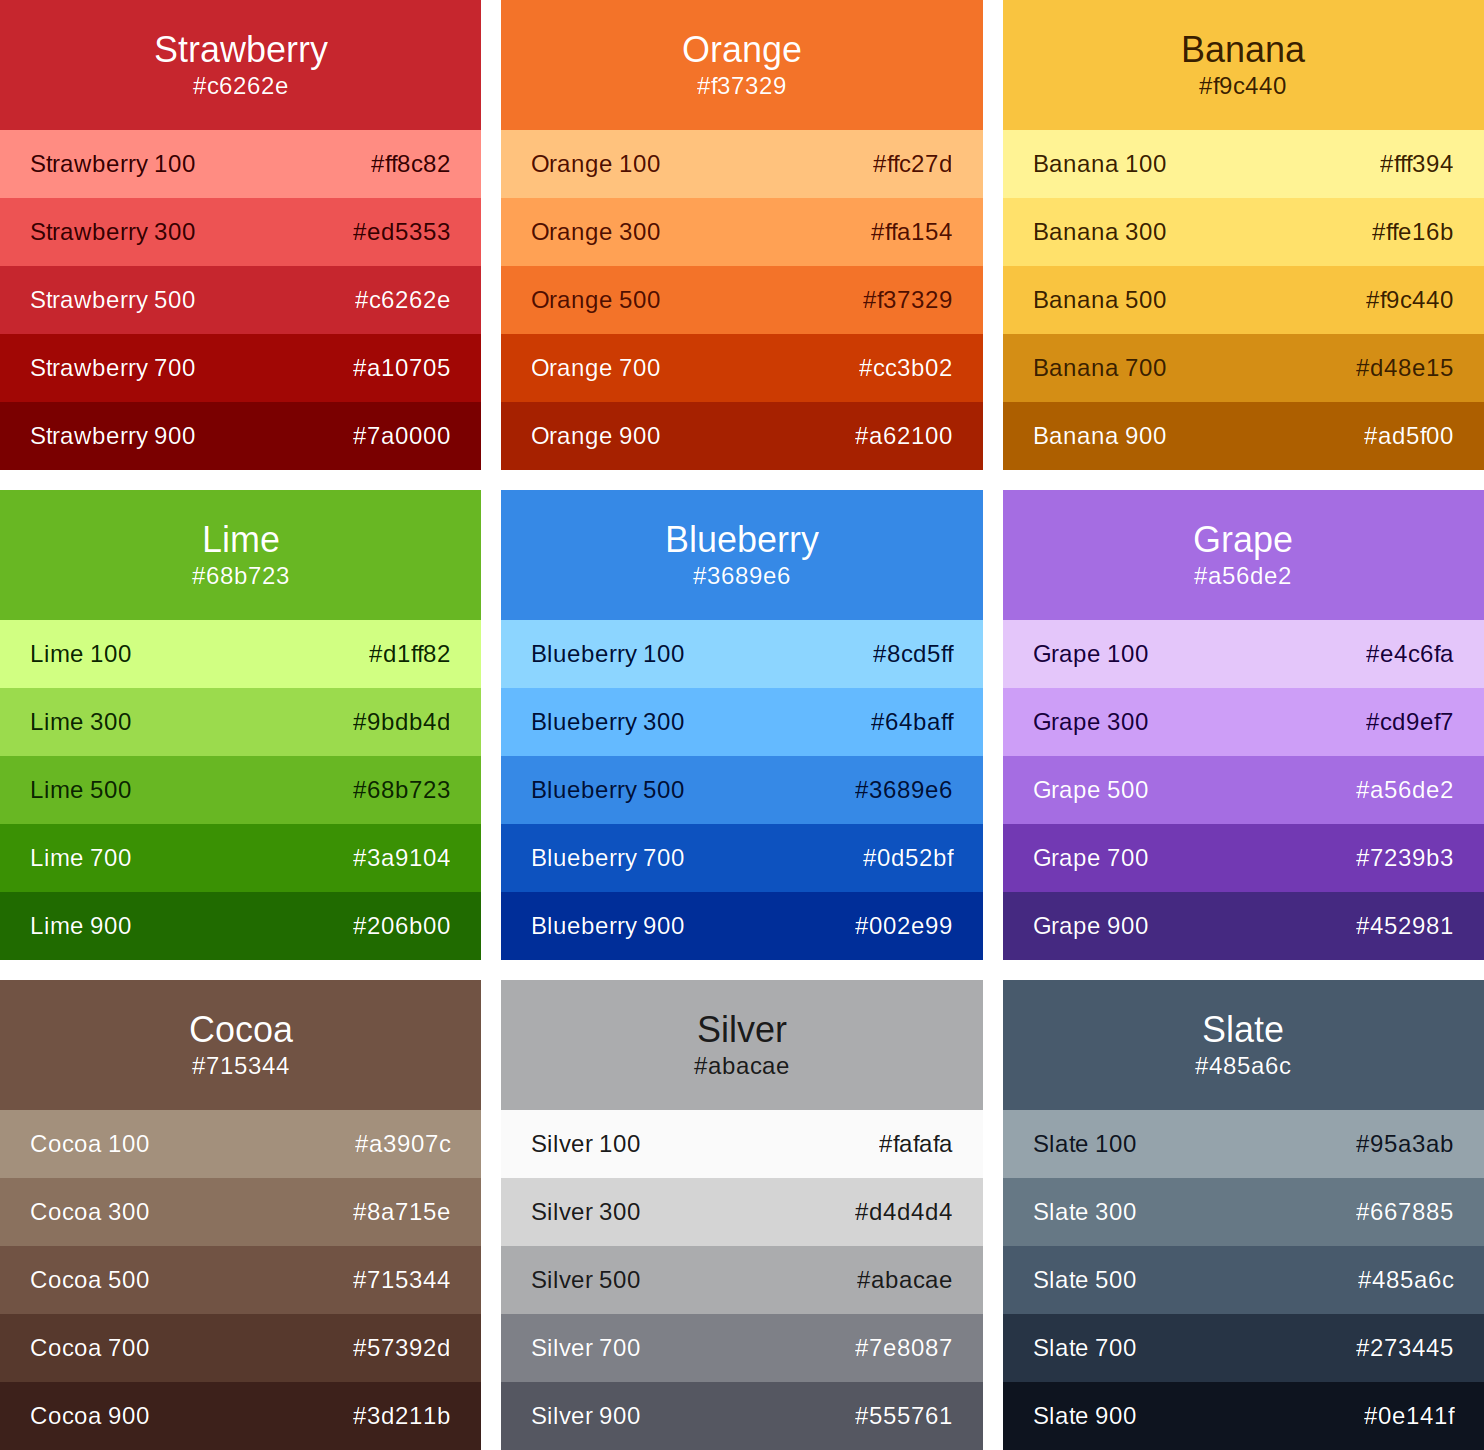 Strawberry
#c6262e
Strawberry 100 #ff8c82
Strawberry 300 #ed5353
Strawberry 500 #c6262e
Strawberry 700 #a10705
Strawberry 900 #7a0000
Orange
#f37329
Orange 100 #ffc27d
Orange 300 #ffa154
Orange 500 #f37329
Orange 700 #cc3b02
Orange 900 #a62100
Banana
#f9c440
Banana 100 #fff394
Banana 300 #ffe16b
Banana 500 #f9c440
Banana 700 #d48e15
Banana 900 #ad5f00
Lime
#68b723
Lime 100 #d1ff82
Lime 300 #9bdb4d
Lime 500 #68b723
Lime 700 #3a9104
Lime 900 #206b00
Blueberry
#3689e6
Blueberry 100 #8cd5ff
Blueberry 300 #64baff
Blueberry 500 #3689e6
Blueberry 700 #0d52bf
Blueberry 900 #002e99
Grape
#a56de2
Grape 100 #e4c6fa
Grape 300 #cd9ef7
Grape 500 #a56de2
Grape 700 #7239b3
Grape 900 #452981
Cocoa
#715344
Cocoa 100 #a3907c
Cocoa 300 #8a715e
Cocoa 500 #715344
Cocoa 700 #57392d
Cocoa 900 #3d211b
Silver
#abacae
Silver 100 #fafafa
Silver 300 #d4d4d4
Silver 500 #abacae
Silver 700 #7e8087
Silver 900 #555761
Slate
#485a6c
Slate 100 #95a3ab
Slate 300 #667885
Slate 500 #485a6c
Slate 700 #273445
Slate 900 #0e141f